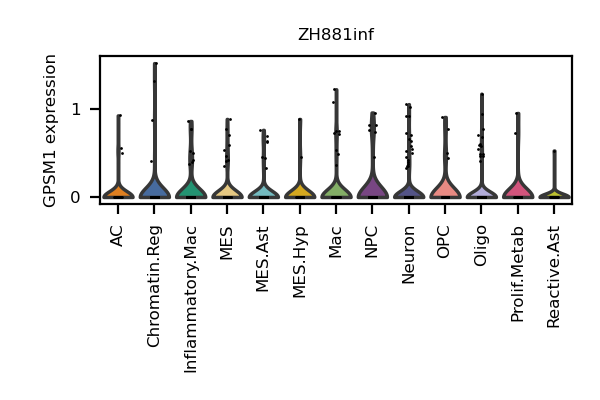 ZH881inf
GPSM1 expression
1
0
AC
Chromatin.Reg
Inflammatory.Mac
MES
MES.Ast
MES.Hyp
Mac
NPC
Neuron
OPC
Oligo
Prolif.Metab
Reactive.Ast